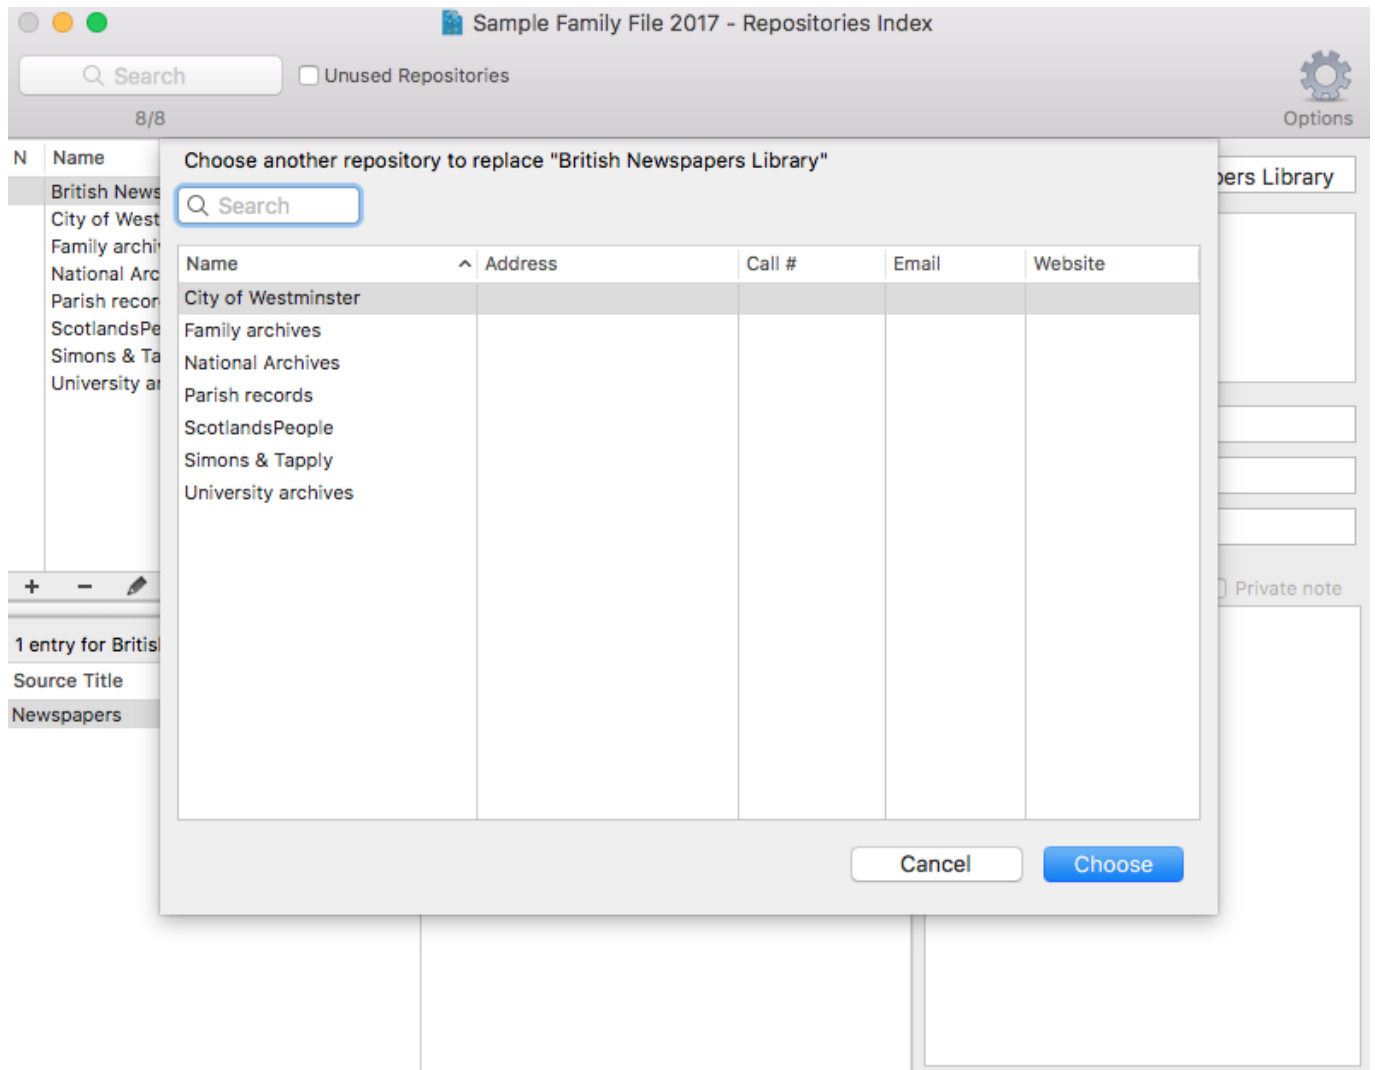 Sample Family File 2017 - Repositories Index
Search
Unused Repositories
8/8
Options
N Name
British News
City of West
Family archi
National Arc
Parish recor
ScotlandsPe
Simons & Ta
University a
Choose another repository to replace "British Newspapers Library"
Search
Name Address Call # Email Website
City of Westminster
Family archives
National Archives
Parish records
ScotlandsPeople
Simons & Tapply
University archives
Cancel Choose
pers Library
Private note
1 entry for Britis
Source Title
Newspapers